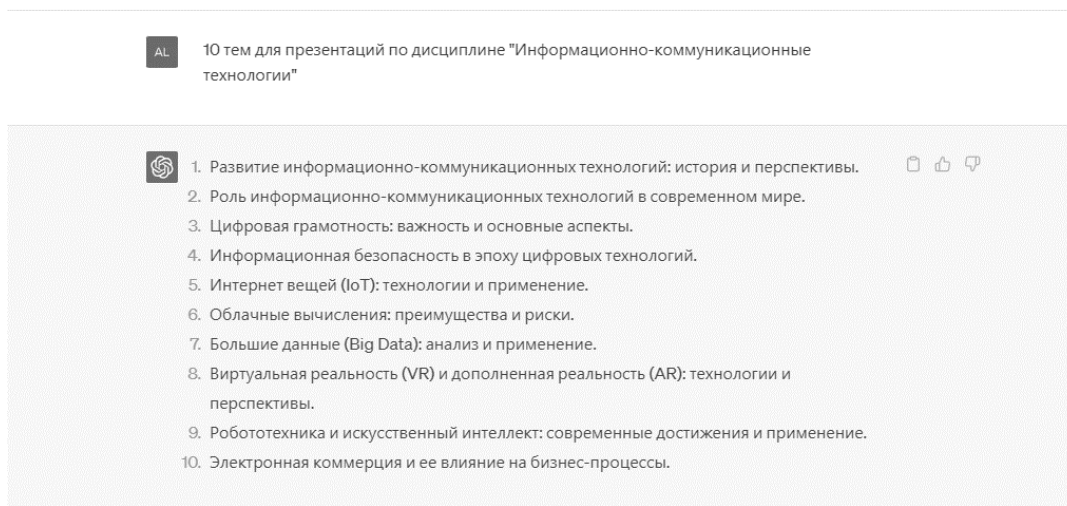 AL
10 тем для презентаций по дисциплине "Информационно-коммуникационные
технологии"
1. Развитие информационно-коммуникационных технологий: история и перспективы.
2. Роль информационно-коммуникационных технологий в современном мире.
3. Цифровая грамотность: важность и основные аспекты.
4. Информационная безопасность в эпоху цифровых технологий.
5. Интернет вещей (IoT): технологии и применение.
6. Облачные вычисления: преимущества и риски.
7. Большие данные (Big Data): анализ и применение.
8. Виртуальная реальность (VR) и дополненная реальность (AR): технологии и
перспективы.
9. Робототехника и искусственный интеллект: современные достижения и применение.
10. Электронная коммерция и ее влияние на бизнес-процессы.